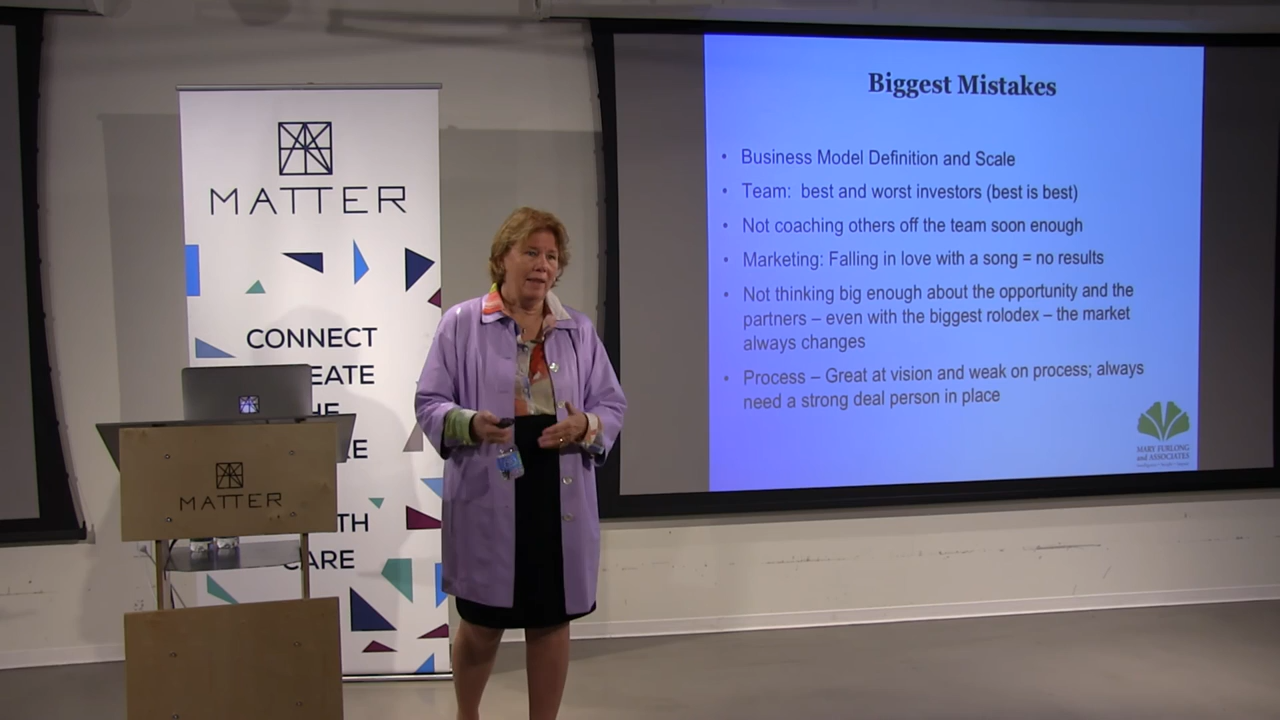 MATTER
CONNECT
EATE
HE
RE
TH
CARE
MATTER
Biggest Mistakes
• Business Model Definition and Scale
• Team: best and worst investors (best is best)
• Not coaching others off the team soon enough
• Marketing: Falling in love with a song = no results
• Not thinking big enough about the opportunity and the
partners – even with the biggest rolodex – the market
always changes
• Process – Great at vision and weak on process; always
need a strong deal person in place
MARY FURLONG
and ASSOCIATES